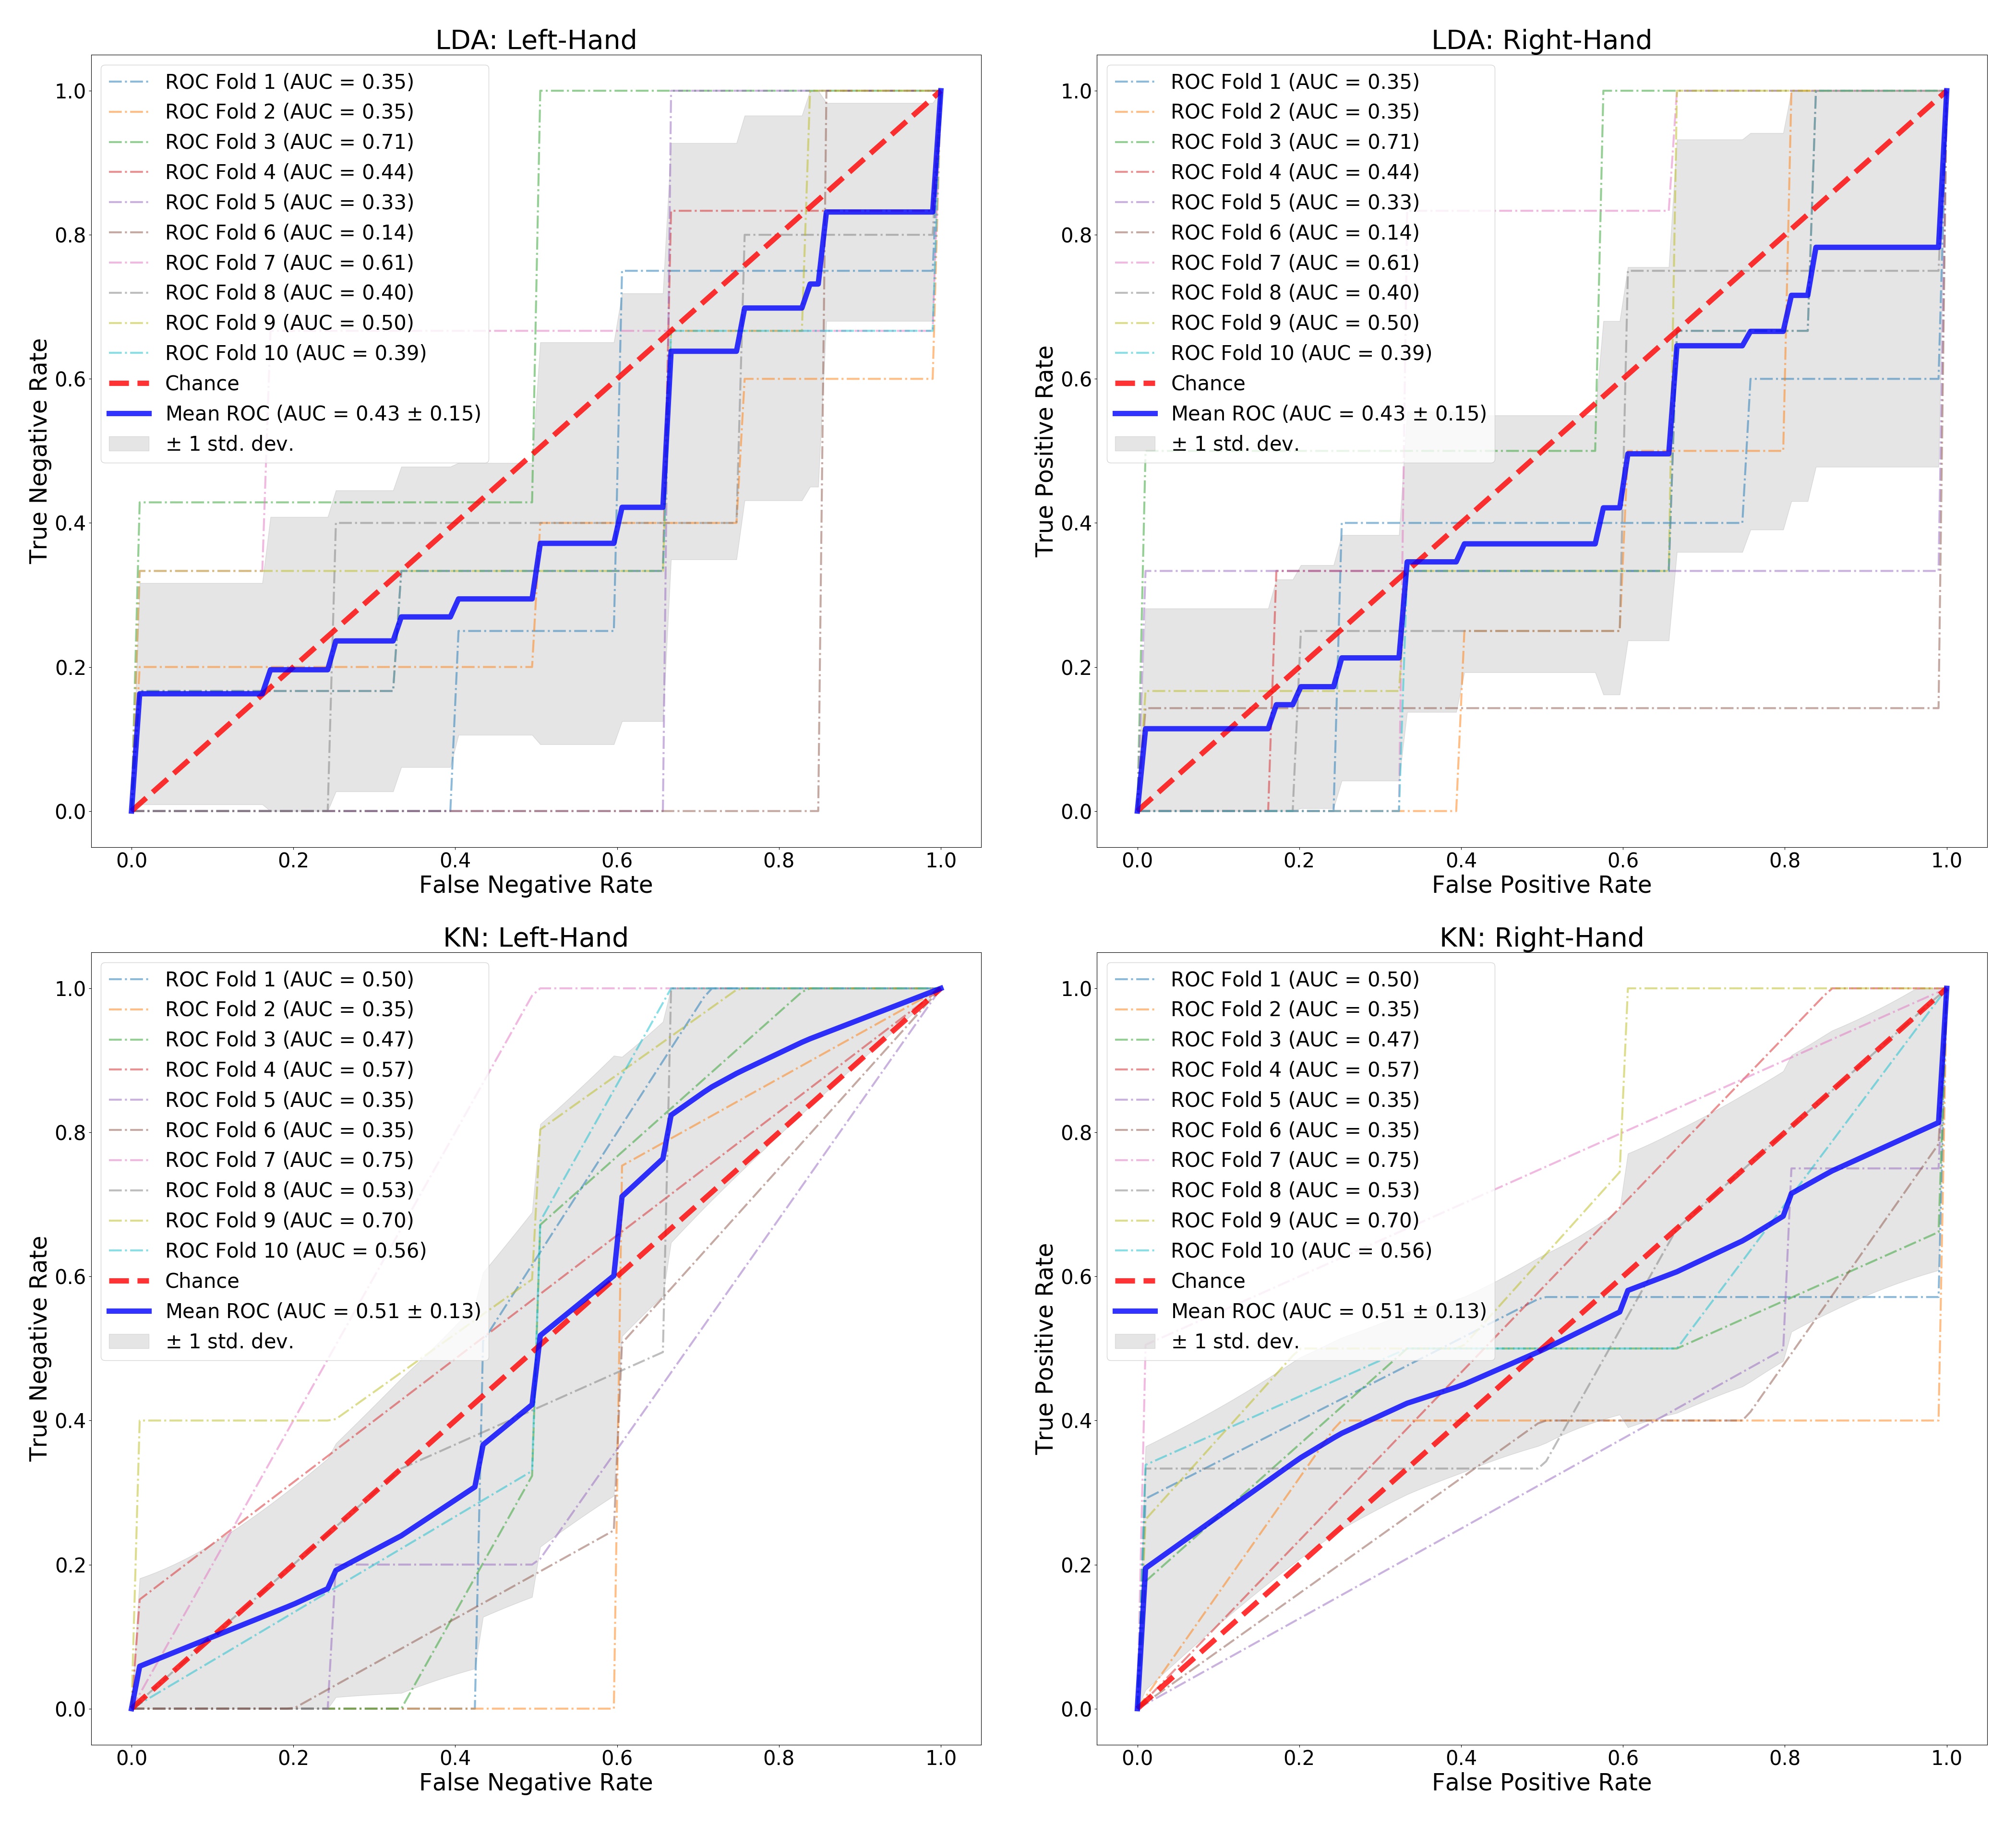 LDA: Left-Hand
ROC Fold 1 (AUC = 0.35)
ROC Fold 2 (AUC = 0.35)
ROC Fold 3 (AUC = 0.71)
ROC Fold 4 (AUC = 0.44)
ROC Fold 5 (AUC = 0.33)
ROC Fold 6 (AUC = 0.14)
ROC Fold 7 (AUC = 0.61)
ROC Fold 8 (AUC = 0.40)
ROC Fold 9 (AUC = 0.50)
ROC Fold 10 (AUC = 0.39)
Chance
Mean ROC (AUC = 0.43 ± 0.15)
± 1 std. dev.
True Negative Rate
1.0
0.8
0.6
0.4
0.2
0.0
0.0 0.2 0.4 0.6 0.8 1.0
False Negative Rate
LDA: Right-Hand
ROC Fold 1 (AUC = 0.35)
ROC Fold 2 (AUC = 0.35)
ROC Fold 3 (AUC = 0.71)
ROC Fold 4 (AUC = 0.44)
ROC Fold 5 (AUC = 0.33)
ROC Fold 6 (AUC = 0.14)
ROC Fold 7 (AUC = 0.61)
ROC Fold 8 (AUC = 0.40)
ROC Fold 9 (AUC = 0.50)
ROC Fold 10 (AUC = 0.39)
Chance
Mean ROC (AUC = 0.43 ± 0.15)
± 1 std. dev.
True Positive Rate
1.0
0.8
0.6
0.4
0.2
0.0
0.0 0.2 0.4 0.6 0.8 1.0
False Positive Rate
KN: Left-Hand
ROC Fold 1 (AUC = 0.50)
ROC Fold 2 (AUC = 0.35)
ROC Fold 3 (AUC = 0.47)
ROC Fold 4 (AUC = 0.57)
ROC Fold 5 (AUC = 0.35)
ROC Fold 6 (AUC = 0.35)
ROC Fold 7 (AUC = 0.75)
ROC Fold 8 (AUC = 0.53)
ROC Fold 9 (AUC = 0.70)
ROC Fold 10 (AUC = 0.56)
Chance
Mean ROC (AUC = 0.51 ± 0.13)
± 1 std. dev.
True Negative Rate
1.0
0.8
0.6
0.4
0.2
0.0
0.0 0.2 0.4 0.6 0.8 1.0
False Negative Rate
KN: Right-Hand
ROC Fold 1 (AUC = 0.50)
ROC Fold 2 (AUC = 0.35)
ROC Fold 3 (AUC = 0.47)
ROC Fold 4 (AUC = 0.57)
ROC Fold 5 (AUC = 0.35)
ROC Fold 6 (AUC = 0.35)
ROC Fold 7 (AUC = 0.75)
ROC Fold 8 (AUC = 0.53)
ROC Fold 9 (AUC = 0.70)
ROC Fold 10 (AUC = 0.56)
Chance
Mean ROC (AUC = 0.51 ± 0.13)
± 1 std. dev.
True Positive Rate
1.0
0.8
0.6
0.4
0.2
0.0
0.0 0.2 0.4 0.6 0.8 1.0
False Positive Rate